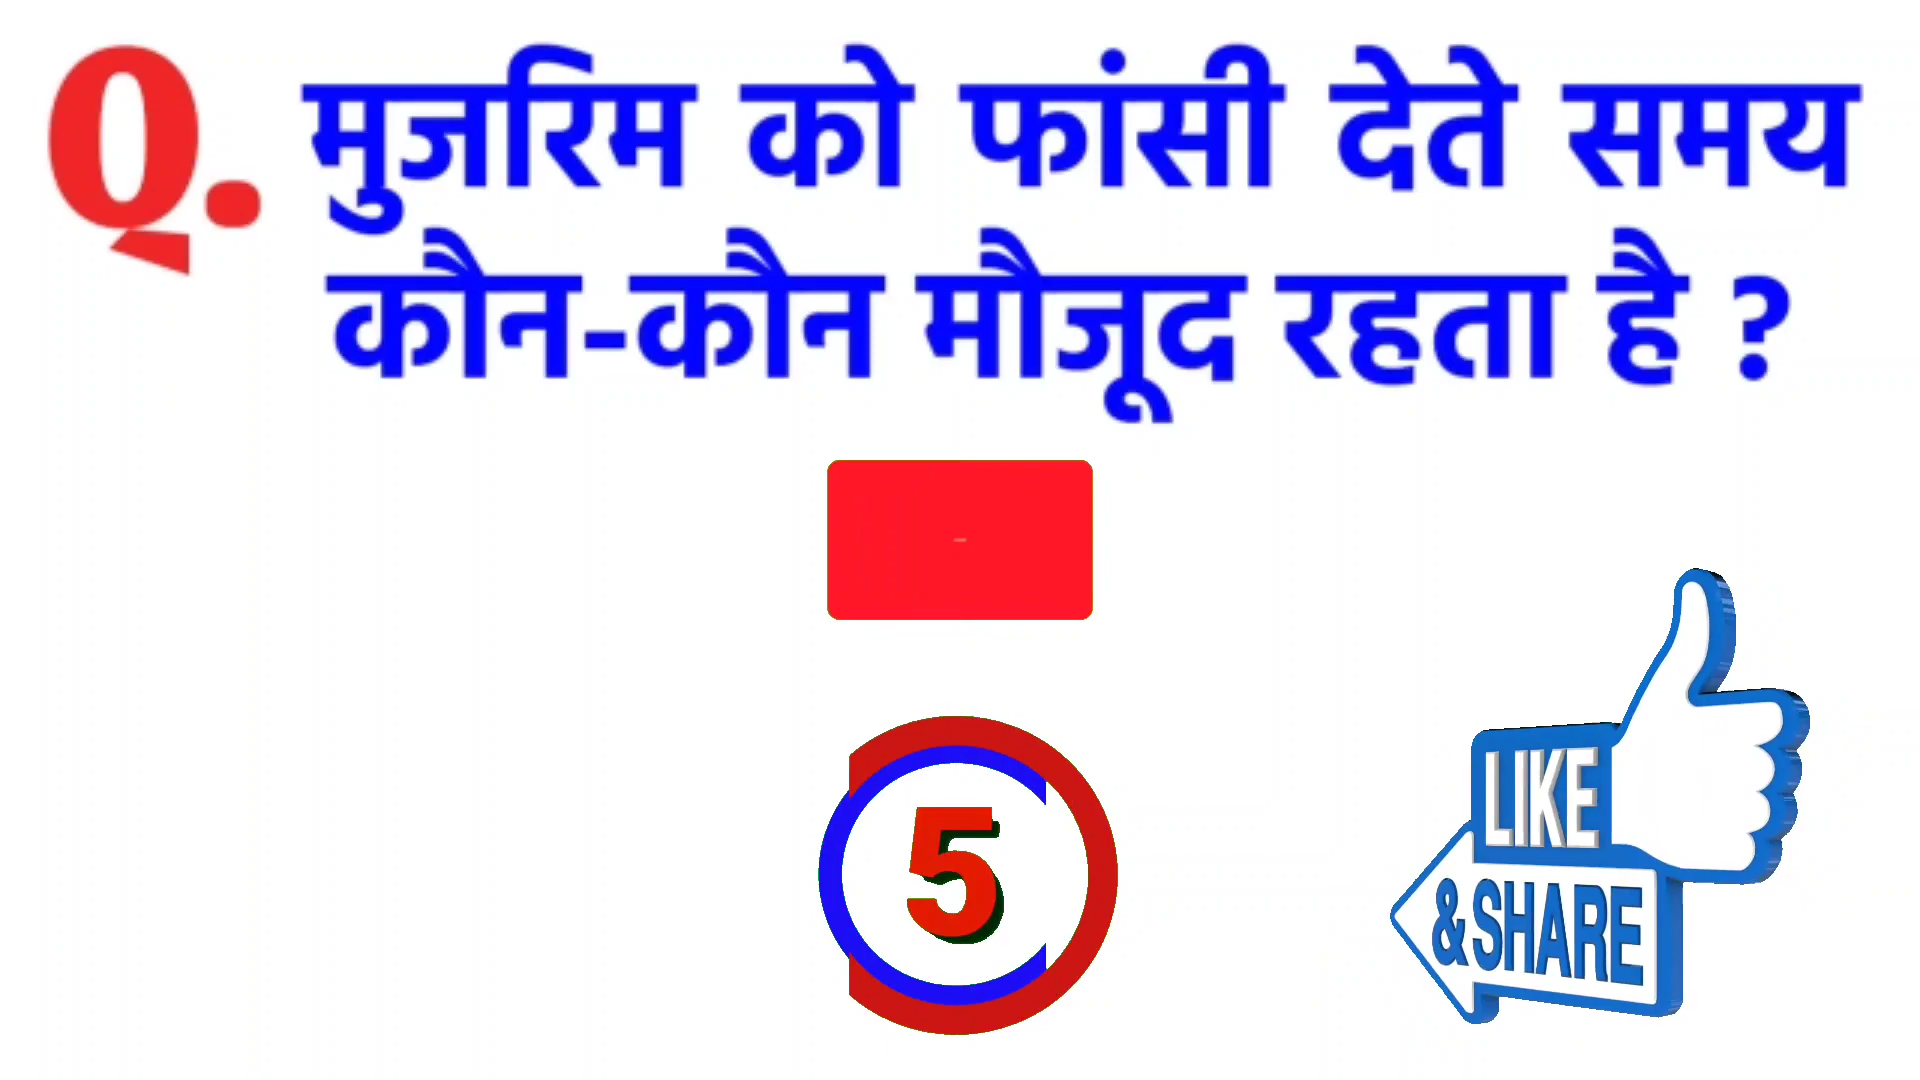 Q. मुजरिम को फांसी देते समय
कौन-कौन मौजूद रहता है ?
5
LIKE
& SHARE